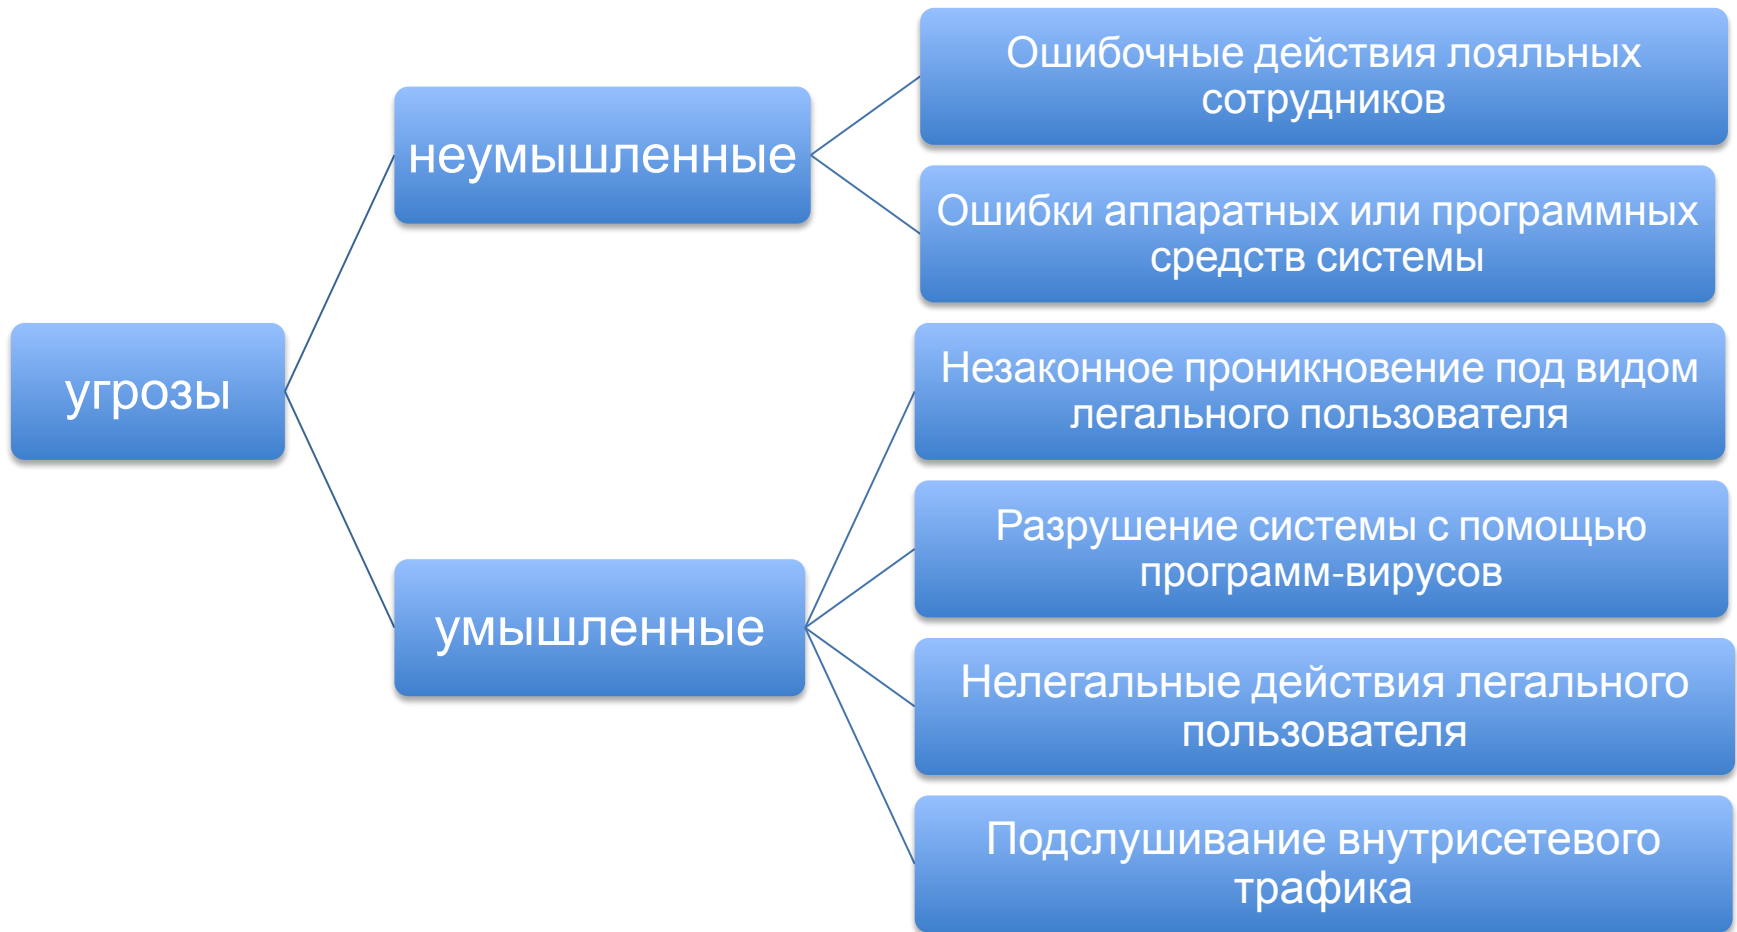 угрозы
неумышленные
Ошибочные действия лояльных
сотрудников
Ошибки аппаратных или программных
средств системы
умышленные
Незаконное проникновение под видом
легального пользователя
Разрушение системы с помощью
программ-вирусов
Нелегальные действия легального
пользователя
Подслушивание внутрисетевого
трафика